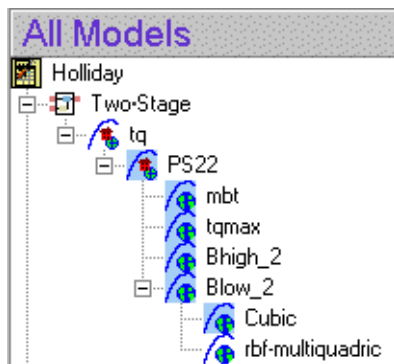 All Models
Holliday
Two-Stage
tq
PS22
mbt
tqmax
Bhigh_2
Blow_2
Cubic
rbf-multiquadric